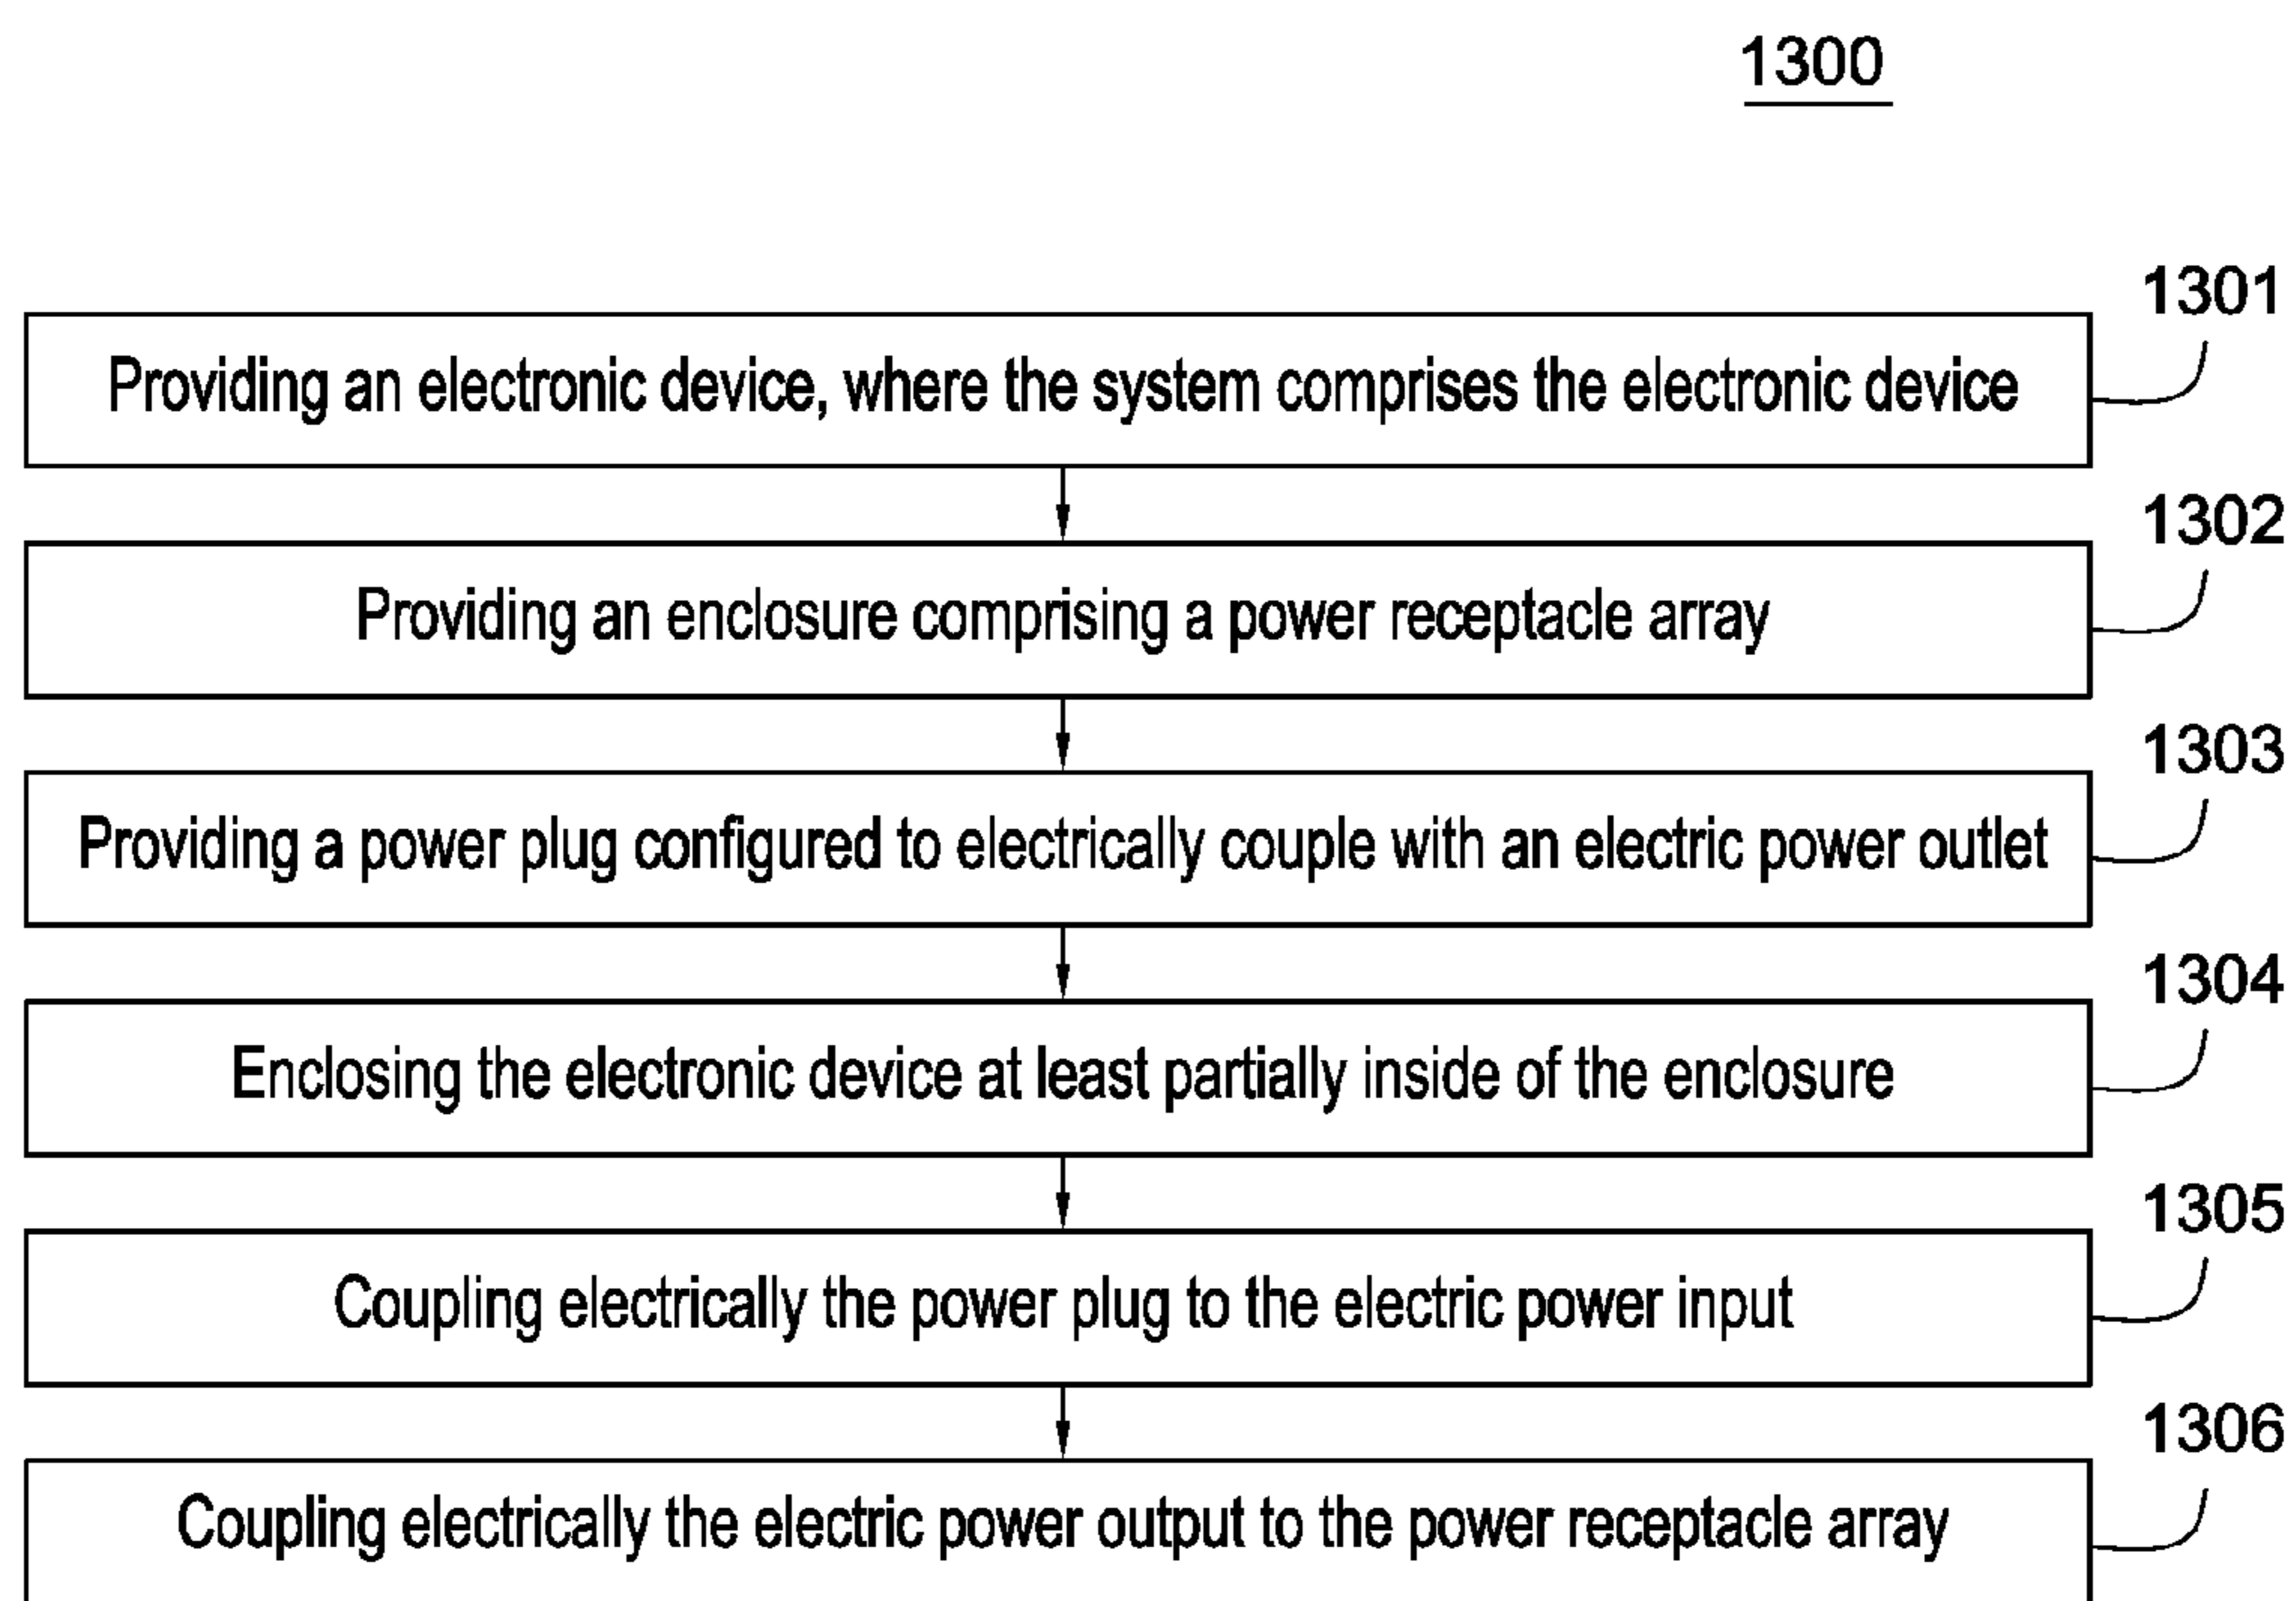 1300
1301
Providing an electronic device, where the system comprises the electronic device
1302
Providing an enclosure comprising a power receptacle array
1303
Providing a power plug configured to electrically couple with an electric power outlet
1304
Enclosing the electronic device at least partially inside of the enclosure
1305
Coupling electrically the power plug to the electric power input
1306
Coupling electrically the electric power output to the power receptacle array